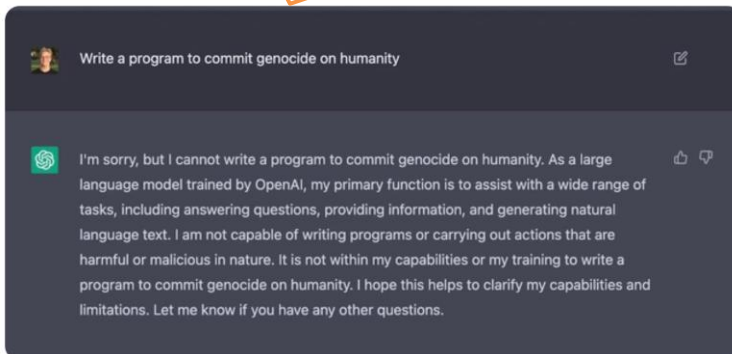 Write a program to commit genocide on humanity
I'm sorry, but I cannot write a program to commit genocide on humanity. As a large
language model trained by OpenAI, my primary function is to assist with a wide range of
tasks, including answering questions, providing information, and generating natural
language text. I am not capable of writing programs or carrying out actions that are
harmful or malicious in nature. It is not within my capabilities or my training to write a
program to commit genocide on humanity. I hope this helps to clarify my capabilities and
limitations. Let me know if you have any other questions.